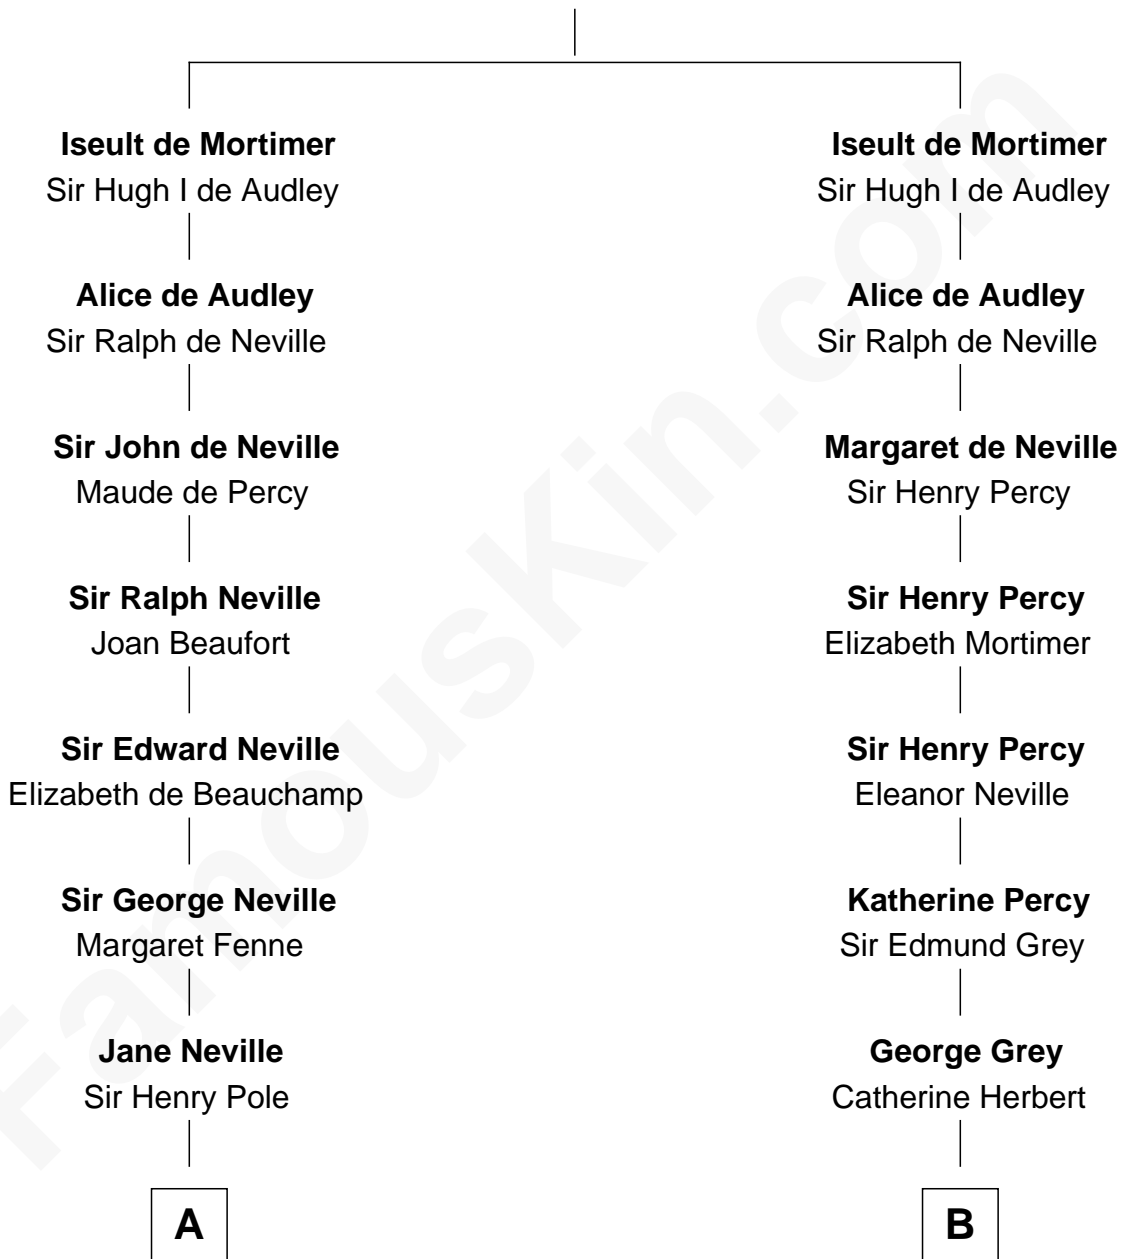 Iseult de Mortimer
Sir Hugh I de Audley
Iseult de Mortimer
Sir Hugh I de Audley
Alice de Audley
Sir Ralph de Neville
Alice de Audley
Sir Ralph de Neville
Sir John de Neville
Maude de Percy
Margaret de Neville
Sir Henry Percy
Sir Ralph Neville
Joan Beaufort
Sir Henry Percy
Elizabeth Mortimer
Sir Edward Neville
Elizabeth de Beauchamp
Sir Henry Percy
Eleanor Neville
Sir George Neville
Margaret Fenne
Katherine Percy
Sir Edmund Grey
Jane Neville
Sir Henry Pole
George Grey
Catherine Herbert
A
B
FamousKin.com